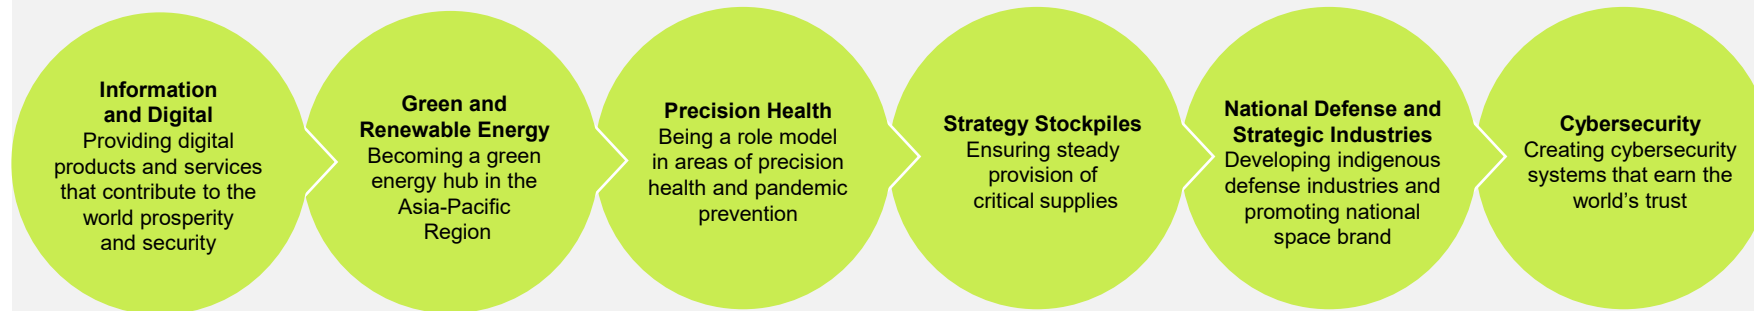 Information
and Digital
Providing digital
products and services
that contribute to the
world prosperity
and security
Green and
Renewable Energy
Becoming a green
energy hub in the
Asia-Pacific
Region
Precision Health
Being a role model
in areas of precision
health and pandemic
prevention
Strategy Stockpiles
Ensuring steady
provision of
critical supplies
National Defense and
Strategic Industries
Developing indigenous
defense industries and
promoting national
space brand
Cybersecurity
Creating cybersecurity
systems that earn the
world’s trust